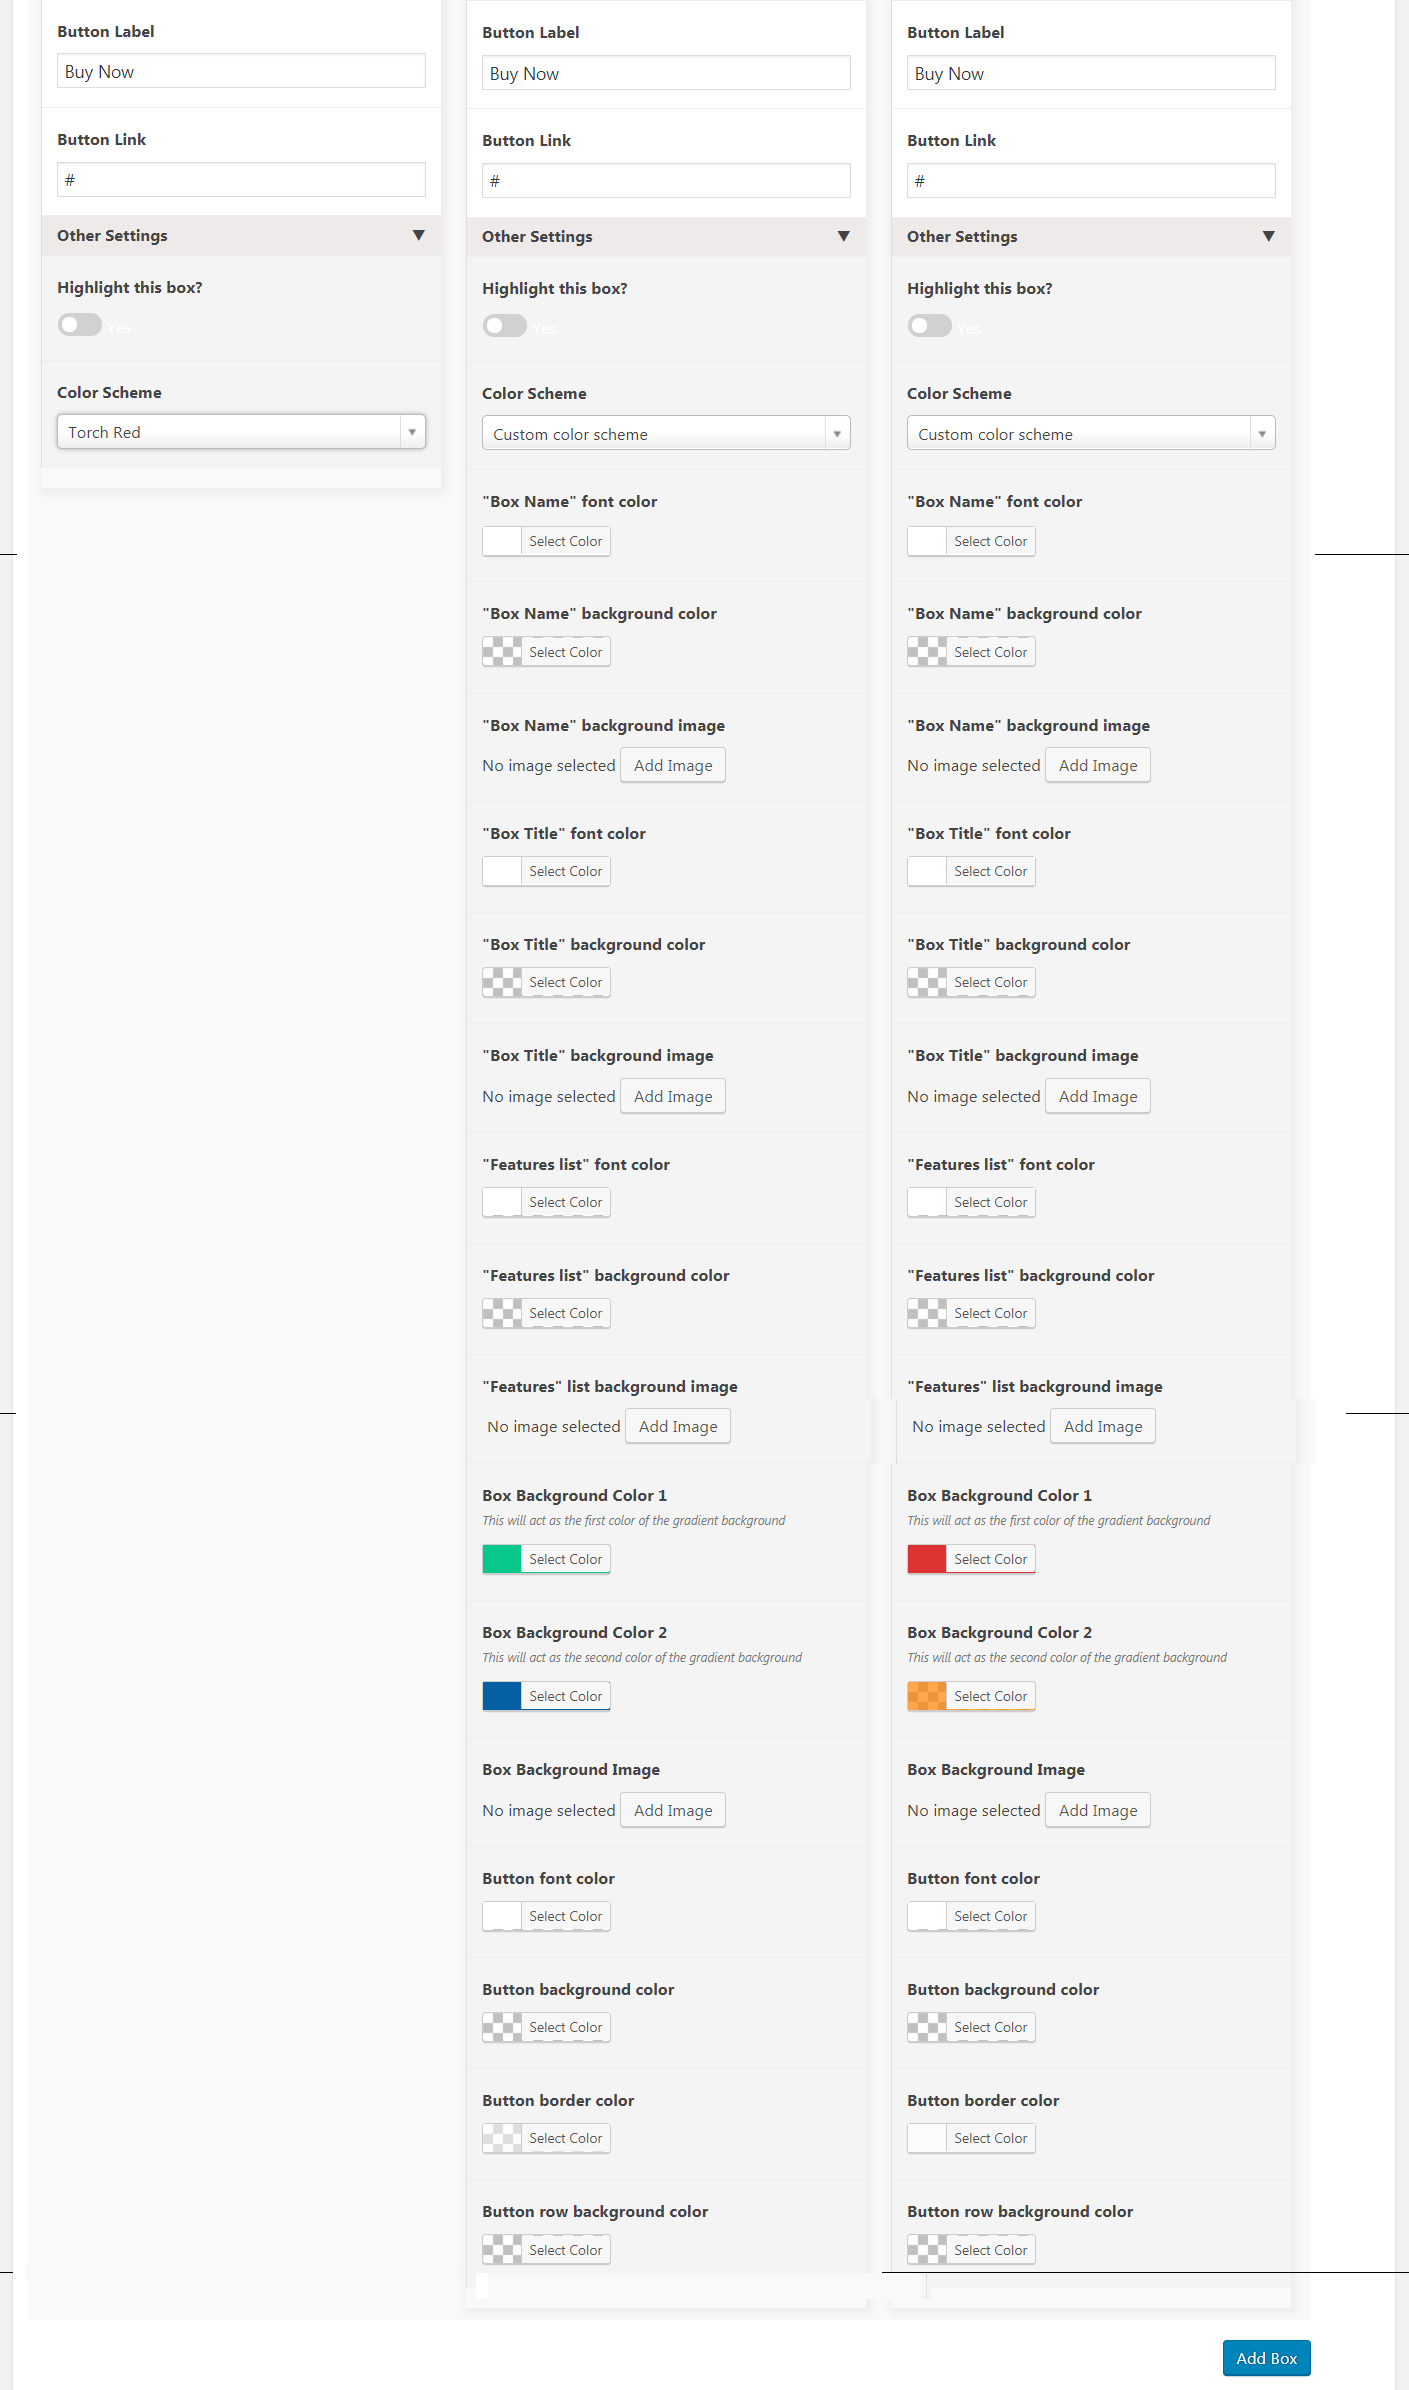 Button Label
Buy Now
Button Link
#
Other Settings
Highlight this box?
Yes
Color Scheme
Torch Red
Button Label
Buy Now
Button Link
#
Other Settings
Highlight this box?
Yes
Color Scheme
Custom color scheme
"Box Name" font color
Select Color
"Box Name" background color
Select Color
"Box Name" background image
No image selected Add Image
"Box Title" font color
Select Color
"Box Title" background color
Select Color
"Box Title" background image
No image selected Add Image
"Features list" font color
Select Color
"Features list" background color
Select Color
"Features" list background image
No image selected Add Image
Box Background Color 1
This will act as the first color of the gradient background
Select Color
Box Background Color 2
This will act as the second color of the gradient background
Select Color
Box Background Image
No image selected Add Image
Button font color
Select Color
Button background color
Select Color
Button border color
Select Color
Button row background color
Select Color
Button Label
Buy Now
Button Link
#
Other Settings
Highlight this box?
Yes
Color Scheme
Custom color scheme
"Box Name" font color
Select Color
"Box Name" background color
Select Color
"Box Name" background image
No image selected Add Image
"Box Title" font color
Select Color
"Box Title" background color
Select Color
"Box Title" background image
No image selected Add Image
"Features list" font color
Select Color
"Features list" background color
Select Color
"Features" list background image
No image selected Add Image
Box Background Color 1
This will act as the first color of the gradient background
Select Color
Box Background Color 2
This will act as the second color of the gradient background
Select Color
Box Background Image
No image selected Add Image
Button font color
Select Color
Button background color
Select Color
Button border color
Select Color
Button row background color
Select Color
Add Box